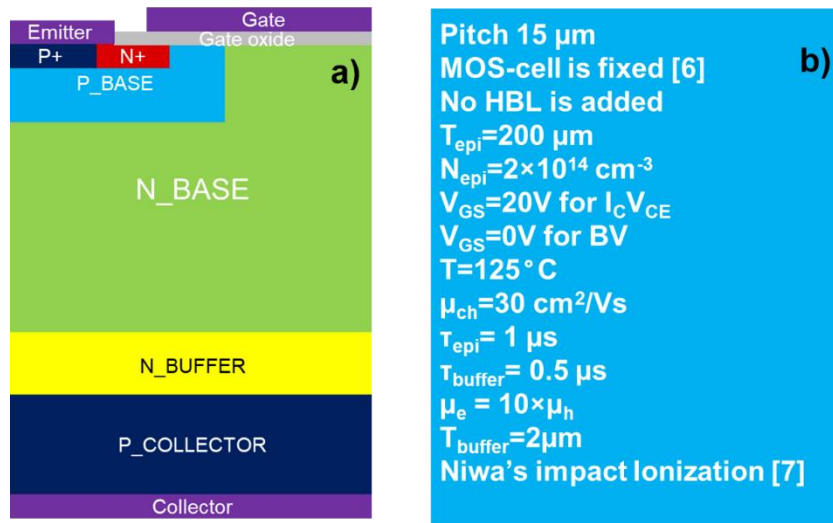 Gate
Emitter
Gate oxide
P+ N+ a)
P_BASE
N_BASE
N_BUFFER
P_COLLECTOR
Collector
Pitch 15 μm b)
MOS-cell is fixed [6]
No HBL is added
Tepi=200 μm
Nepi=2×10¹⁴ cm⁻³
VGS=20V for ICVCE
VGS=0V for BV
T=125°C
μch=30 cm²/Vs
τepi= 1 μs
τbuffer= 0.5 μs
μe = 10×μh
Tbuffer=2μm
Niwa's impact Ionization [7]